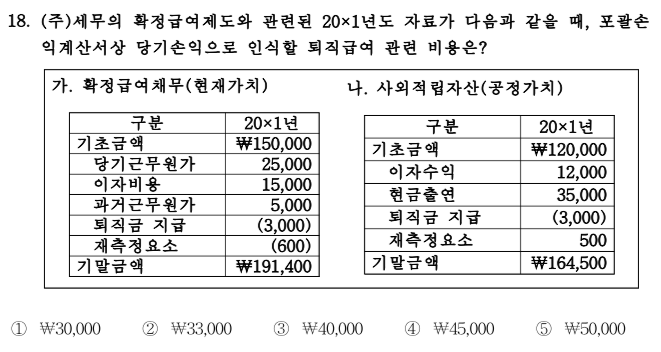 18. (주)세무의 확정급여제도와 관련된 20×1년도 자료가 다음과 같을 때, 포괄손
익계산서상 당기손익으로 인식할 퇴직급여 관련 비용은?
가. 확정급여채무(현재가치)
구분 20×1년
기초금액 ₩150,000
당기근무원가 25,000
이자비용 15,000
과거근무원가 5,000
퇴직금 지급 (3,000)
재측정요소 (600)
기말금액 ₩191,400
나. 사외적립자산(공정가치)
구분 20×1년
기초금액 ₩120,000
이자수익 12,000
현금출연 35,000
퇴직금 지급 (3,000)
재측정요소 500
기말금액 ₩164,500
① ₩30,000 ② ₩33,000 ③ ₩40,000 ④ ₩45,000 ⑤ ₩50,000